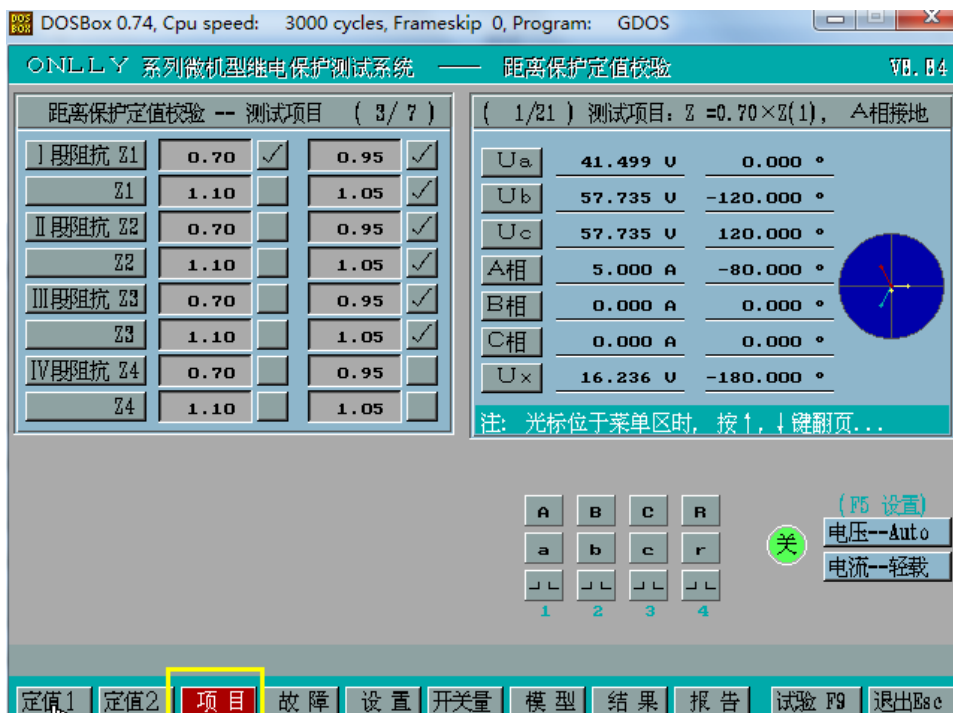 DOSBox 0.74, Cpu speed: 3000 cycles, Frameskip 0, Program: GDOS
ONLLY 系列微机型继电保护测试系统 —— 距离保护定值校验 V8.84
距离保护定值校验 -- 测试项目 ( 3/ 7 )
I段阻抗 Z1 0.70 ✓ 0.95 ✓
Z1 1.10 1.05 ✓
II段阻抗 Z2 0.70 0.95 ✓
Z2 1.10 1.05 ✓
III段阻抗 Z3 0.70 0.95 ✓
Z3 1.10 1.05 ✓
IV段阻抗 Z4 0.70 0.95
Z4 1.10 1.05
( 1/21 ) 测试项目: Z =0.70×Z(1), A相接地
Ua 41.499 V 0.000 °
Ub 57.735 V -120.000 °
Uc 57.735 V 120.000 °
A相 5.000 A -80.000 °
B相 0.000 A 0.000 °
C相 0.000 A 0.000 °
Ux 16.236 V -180.000 °
注: 光标位于菜单区时, 按↑,↓键翻页...
A B C R
a b c r
1 2 3 4
关
(F5 设置)
电压--Auto
电流--轻载
定值1 定值2 项目 故障 设置 开关量 模型 结果 报告 试验 F9 退出Esc